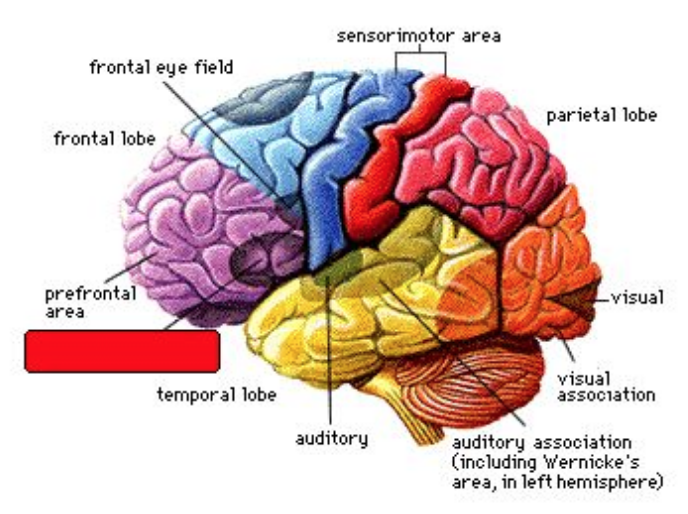 sensorimotor area
frontal eye field
parietal lobe
frontal lobe
prefrontal
area
visual
visual
association
temporal lobe
auditory
auditory association
(including Wernicke's
area, in left hemisphere)